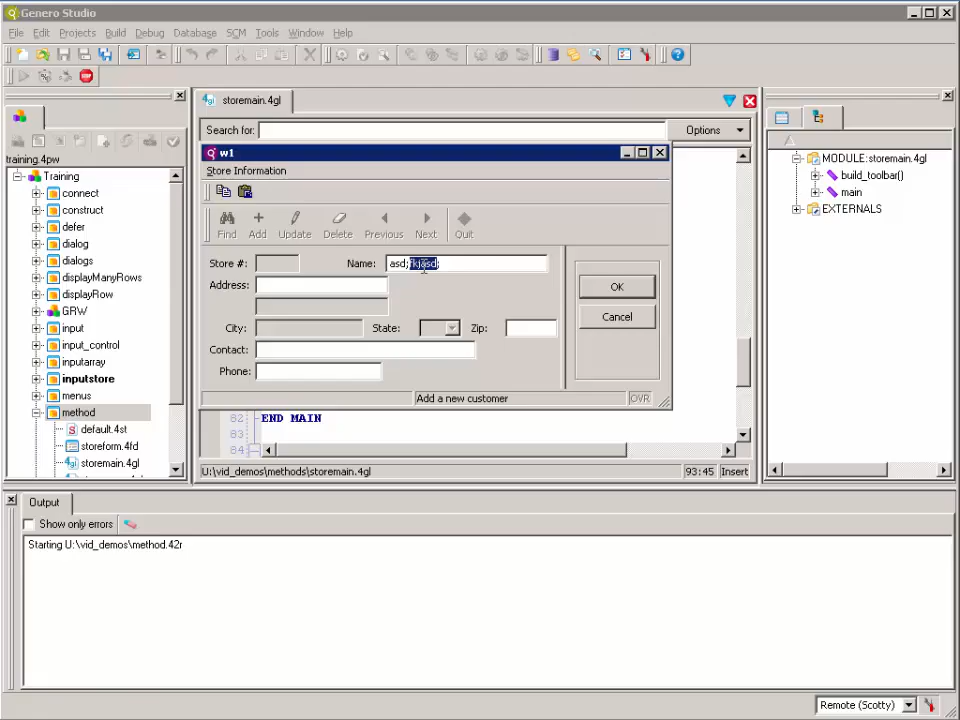 Genero Studio
File Edit Projects Build Debug Database SCM Tools Window Help
training.4pw
Training
connect
construct
defer
dialog
dialogs
displayManyRows
displayRow
GRW
input
input_control
inputarray
inputstore
menus
method
default.4st
storeform.4fd
storemain.4gl
storemain.4gl
Search for: Options
w1
Store Information
Find Add Update Delete Previous Next Quit
Store #: Name: asd;fkjasd;
Address:
City: State: Zip:
Contact:
Phone:
OK
Cancel
Add a new customer OVR
82 END MAIN
83
84
U:\vid_demos\methods\storemain.4gl 93:45 Insert
MODULE:storemain.4gl
build_toolbar()
main
EXTERNALS
Output
Show only errors
Starting U:\vid_demos\method.42r
Remote (Scotty)